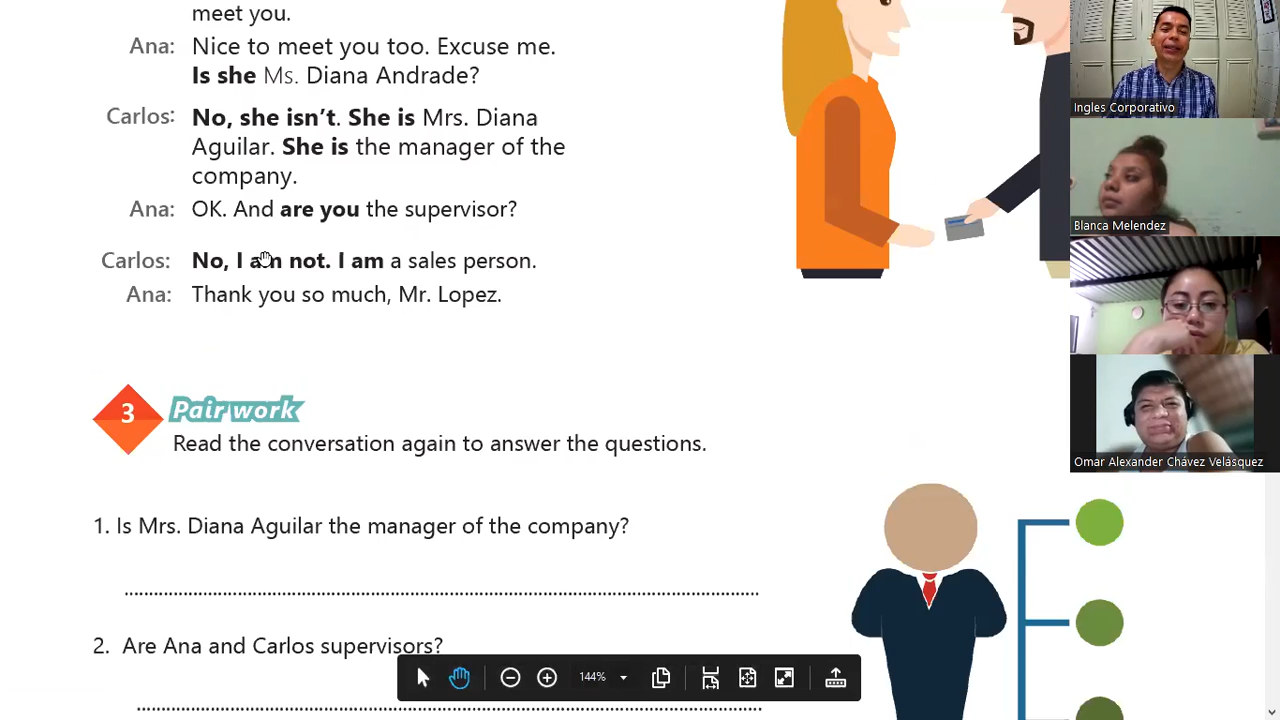 meet you.
Ana: Nice to meet you too. Excuse me.
Is she Ms. Diana Andrade?
Carlos: No, she isn't. She is Mrs. Diana
Aguilar. She is the manager of the
company.
Ana: OK. And are you the supervisor?
Carlos: No, I am not. I am a sales person.
Ana: Thank you so much, Mr. Lopez.
3 Pair work
Read the conversation again to answer the questions.
1. Is Mrs. Diana Aguilar the manager of the company?
2. Are Ana and Carlos supervisors?
144%
Ingles Corporativo
Blanca Melendez
Omar Alexander Chávez Velásquez